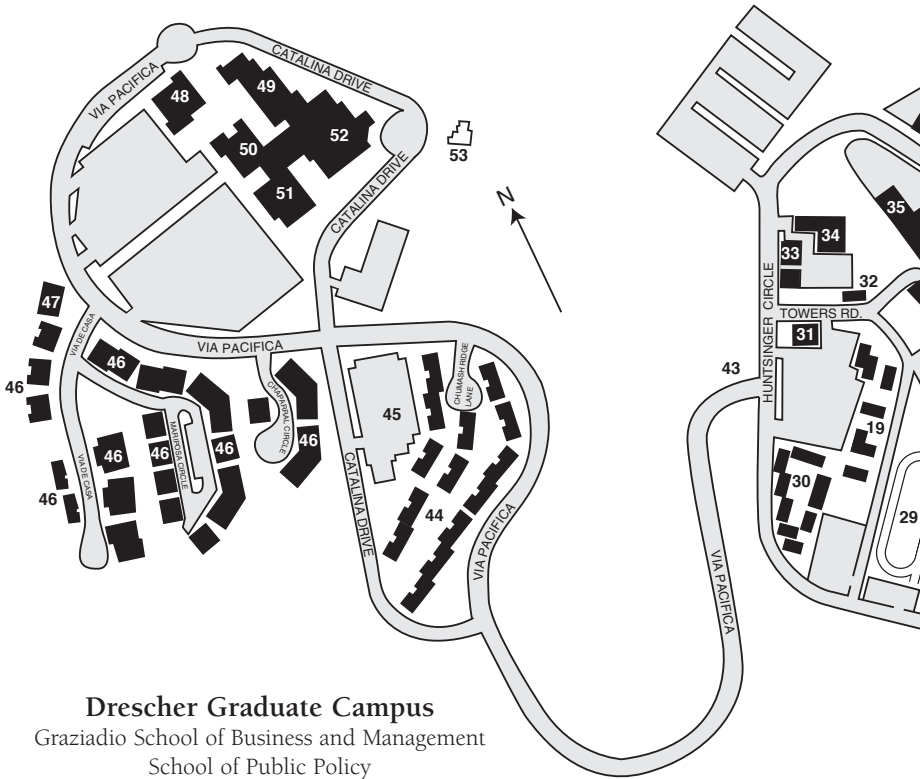 CATALINA DRIVE
VIA PACIFICA
49
48
52
50
53
51
CATALINA DRIVE
N
35
34
33
HUNTSINGER CIRCLE
32
TOWERS RD.
31
47
VIA DE CASA
VIA PACIFICA
46
46
CHUMASH RIDGE
LANE
43
CHAPARRAL CIRCLE
45
19
46
46
46
46
MARIPOSA CIRCLE
VIA DE CASA
46
CATALINA DRIVE
44
VIA PACIFICA
30
29
VIA PACIFICA
Drescher Graduate Campus
Graziadio School of Business and Management
School of Public Policy